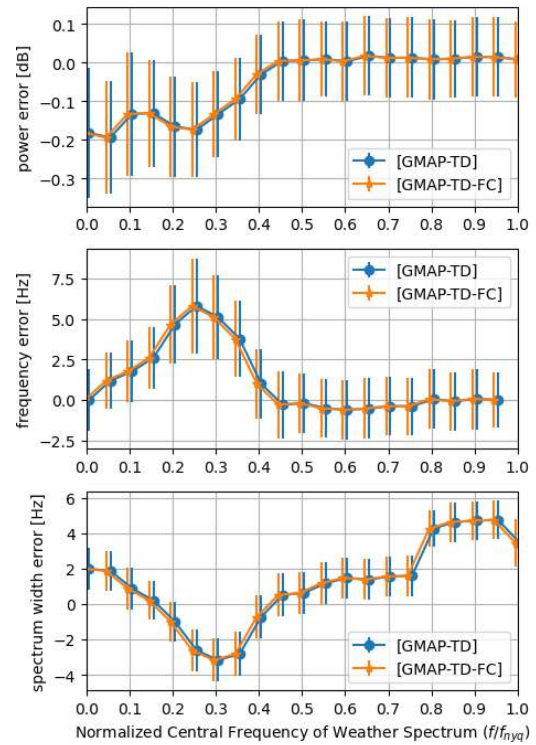 power error [dB]
0.1
0.0
−0.1
−0.2
−0.3
[GMAP-TD]
[GMAP-TD-FC]
0.0 0.1 0.2 0.3 0.4 0.5 0.6 0.7 0.8 0.9 1.0
frequency error [Hz]
7.5
5.0
2.5
0.0
−2.5
[GMAP-TD]
[GMAP-TD-FC]
0.0 0.1 0.2 0.3 0.4 0.5 0.6 0.7 0.8 0.9 1.0
spectrum width error [Hz]
6
4
2
0
−2
−4
[GMAP-TD]
[GMAP-TD-FC]
0.0 0.1 0.2 0.3 0.4 0.5 0.6 0.7 0.8 0.9 1.0
Normalized Central Frequency of Weather Spectrum (f/f_nyq)